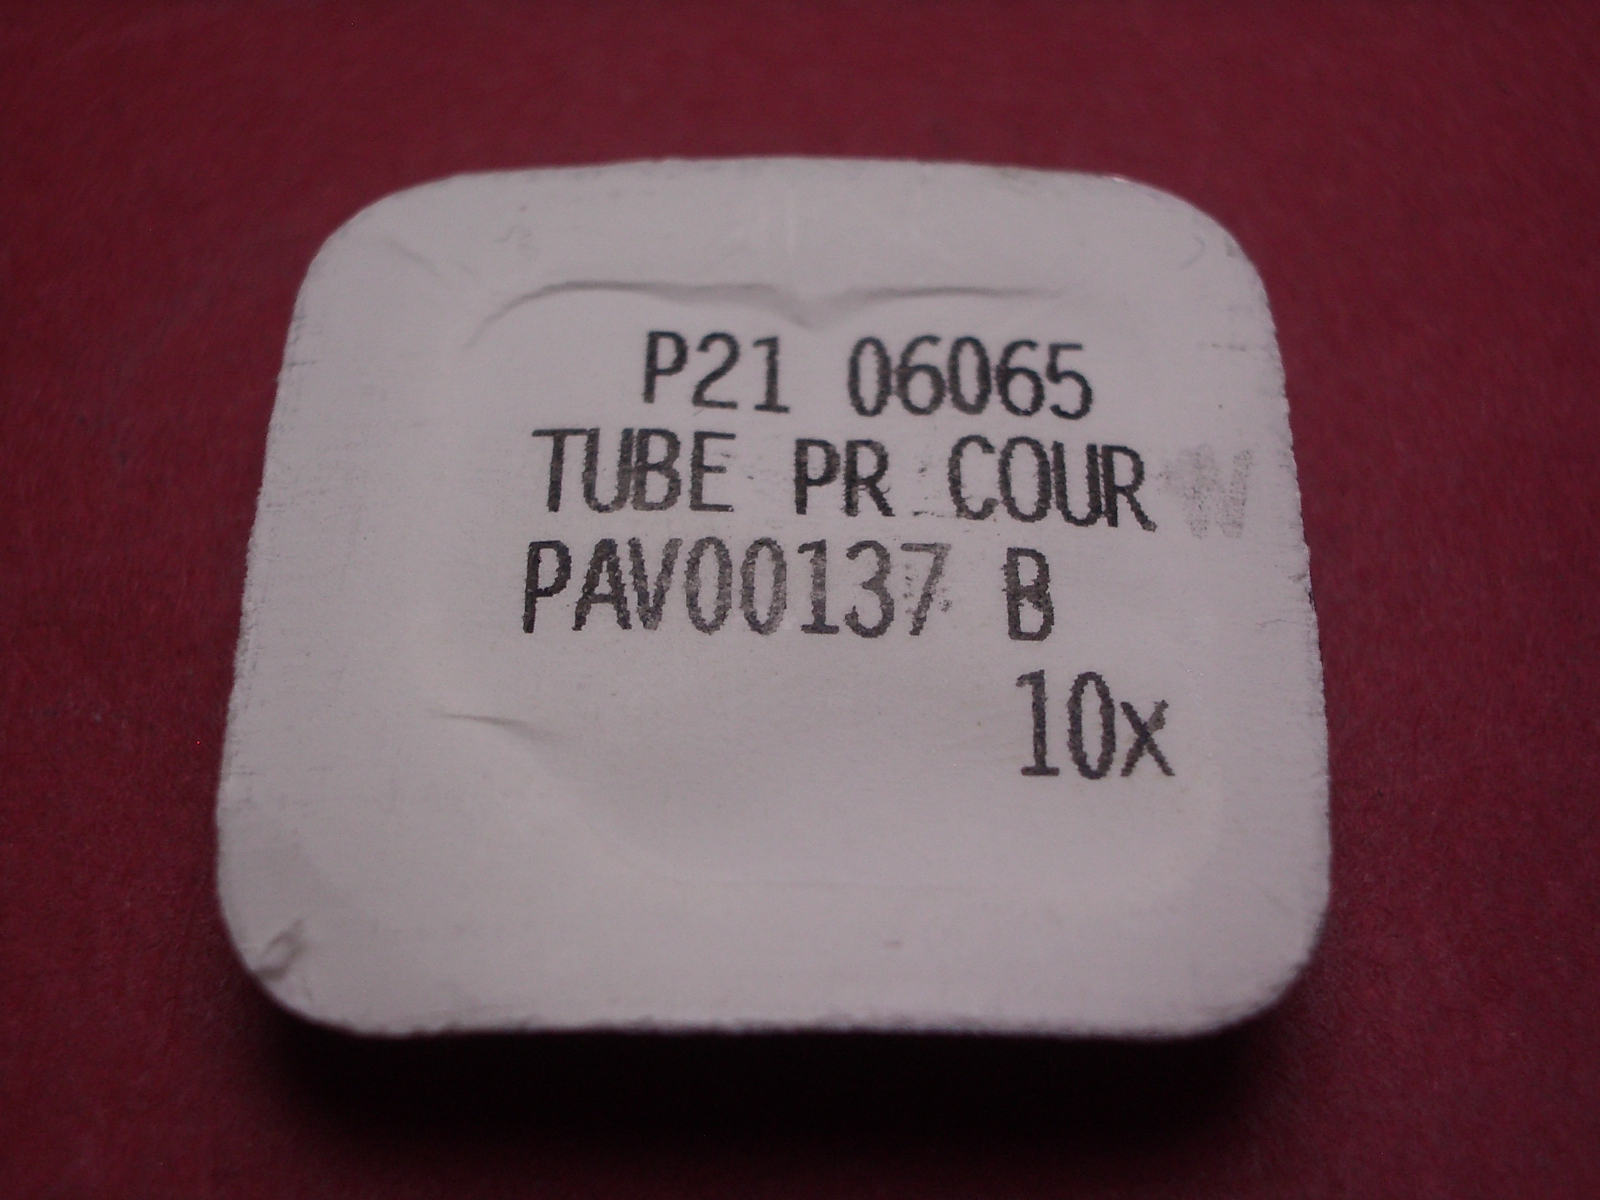 P21 06065
TUBE PR COUR
PAV00137 B
10x